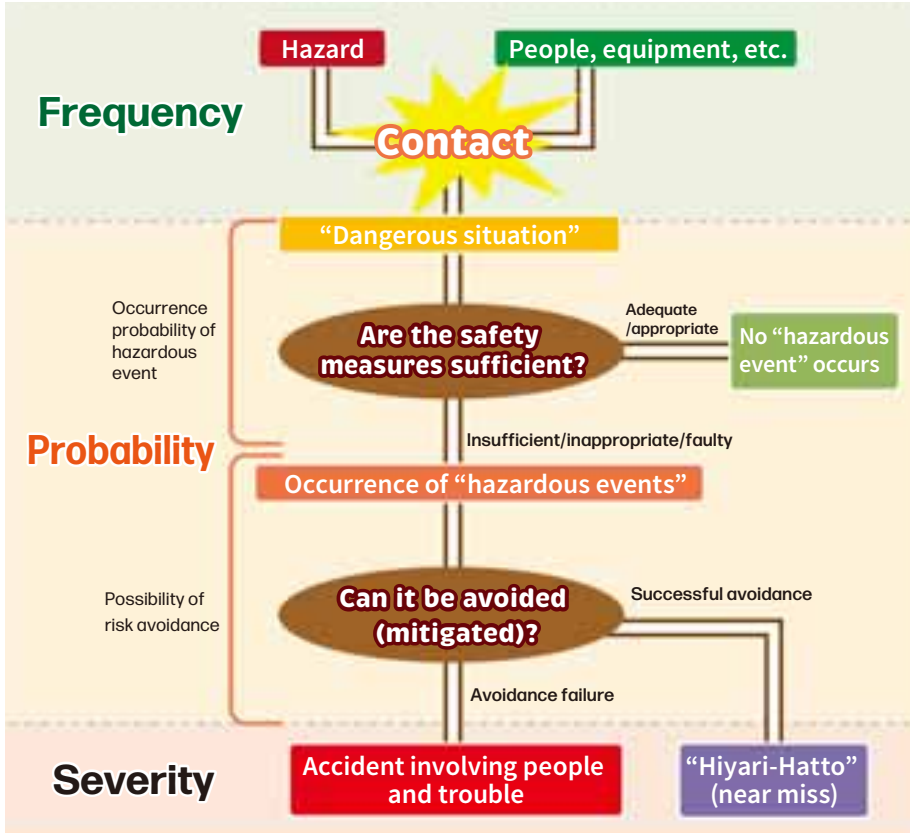 Hazard
People, equipment, etc.
Frequency
Contact
“Dangerous situation”
Occurrence
probability of
hazardous
event
Are the safety
measures sufficient?
Adequate
/appropriate
No “hazardous
event” occurs
Probability
Insufficient/inappropriate/faulty
Occurrence of “hazardous events”
Possibility of
risk avoidance
Can it be avoided
(mitigated)?
Successful avoidance
Avoidance failure
Severity
Accident involving people
and trouble
“Hiyari-Hatto”
(near miss)